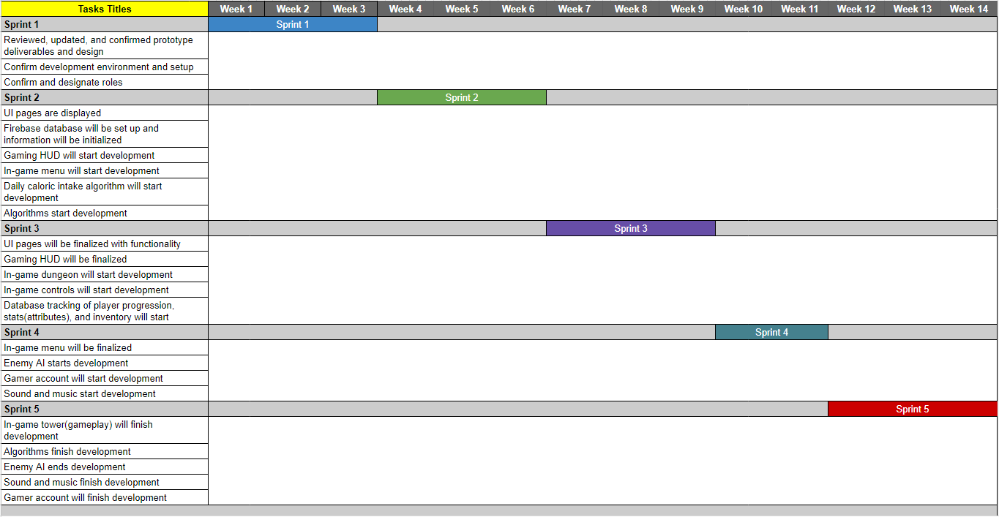 Tasks Titles Week 1 Week 2 Week 3 Week 4 Week 5 Week 6 Week 7 Week 8 Week 9 Week 10 Week 11 Week 12 Week 13 Week 14
Sprint 1 Sprint 1
Reviewed, updated, and confirmed prototype
deliverables and design
Confirm development environment and setup
Confirm and designate roles
Sprint 2 Sprint 2
UI pages are displayed
Firebase database will be set up and
information will be initialized
Gaming HUD will start development
In-game menu will start development
Daily caloric intake algorithm will start
development
Algorithms start development
Sprint 3 Sprint 3
UI pages will be finalized with functionality
Gaming HUD will be finalized
In-game dungeon will start development
In-game controls will start development
Database tracking of player progression,
stats(attributes), and inventory will start
Sprint 4 Sprint 4
In-game menu will be finalized
Enemy AI starts development
Gamer account will start development
Sound and music start development
Sprint 5 Sprint 5
In-game tower(gameplay) will finish
development
Algorithms finish development
Enemy AI ends development
Sound and music finish development
Gamer account will finish development